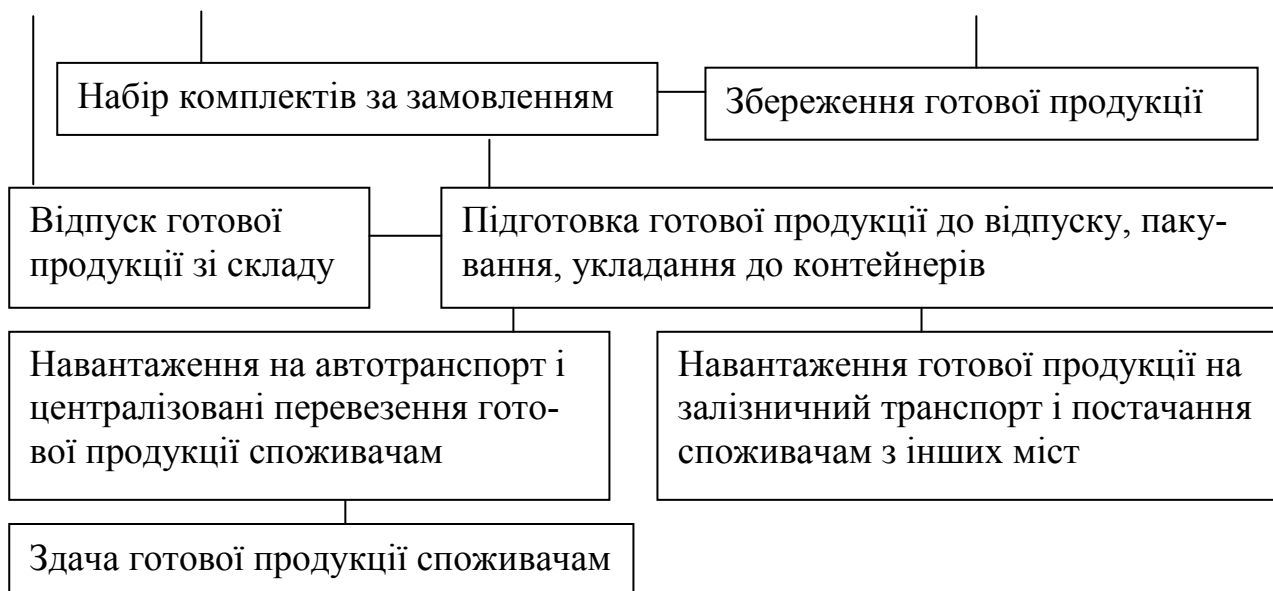 Набір комплектів за замовленням
Збереження готової продукції
Відпуск готової
продукції зі складу
Підготовка готової продукції до відпуску, паку-
вання, укладання до контейнерів
Навантаження на автотранспорт і
централізовані перевезення гото-
вої продукції споживачам
Навантаження готової продукції на
залізничний транспорт і постачання
споживачам з інших міст
Здача готової продукції споживачам